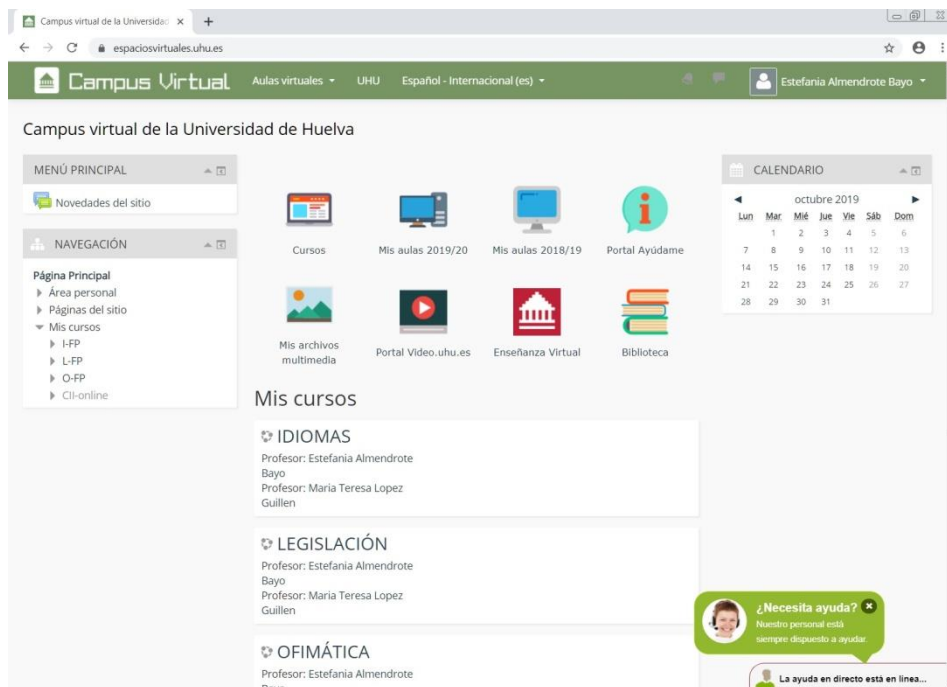 Campus virtual de la Universidad
espaciosvirtuales.uhu.es
Campus Virtual
Aulas virtuales
UHU
Español - Internacional (es)
Estefania Almendrote Bayo
Campus virtual de la Universidad de Huelva
MENÚ PRINCIPAL
Novedades del sitio
NAVEGACIÓN
Página Principal
Área personal
Páginas del sitio
Mis cursos
I-FP
L-FP
O-FP
CII-online
Cursos
Mis aulas 2019/20
Mis aulas 2018/19
Portal Ayúdame
Mis archivos
multimedia
Portal Video.uhu.es
Enseñanza Virtual
Biblioteca
Mis cursos
IDIOMAS
Profesor: Estefania Almendrote
Bayo
Profesor: Maria Teresa Lopez
Guillen
LEGISLACIÓN
Profesor: Estefania Almendrote
Bayo
Profesor: Maria Teresa Lopez
Guillen
OFIMÁTICA
Profesor: Estefania Almendrote
CALENDARIO
octubre 2019
Lun Mar Mié Jue Vie Sáb Dom
1 2 3 4 5 6
7 8 9 10 11 12 13
14 15 16 17 18 19 20
21 22 23 24 25 26 27
28 29 30 31
¿Necesita ayuda?
Nuestro personal está
siempre dispuesto a ayudar.
La ayuda en directo está en línea...